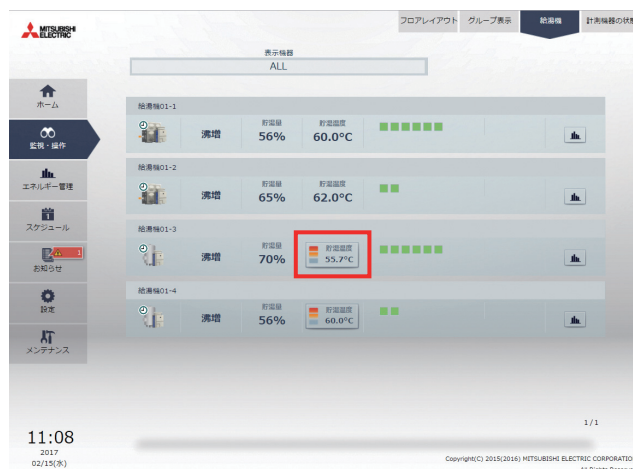 MITSUBISHI
ELECTRIC
フロアレイアウト
グループ表示
給湯機
計測機器の状態
表示機器
ALL
ホーム
監視・操作
エネルギー管理
スケジュール
1
お知らせ
設定
メンテナンス
給湯機01-1
沸増
貯湯量
56%
貯湯温度
60.0°C
給湯機01-2
沸増
貯湯量
65%
貯湯温度
62.0°C
給湯機01-3
沸増
貯湯量
70%
貯湯温度
55.7°C
給湯機01-4
沸増
貯湯量
56%
貯湯温度
60.0°C
1/1
11:08
2017
02/15(水)
Copyright(C) 2015(2016) MITSUBISHI ELECTRIC CORPORATIO